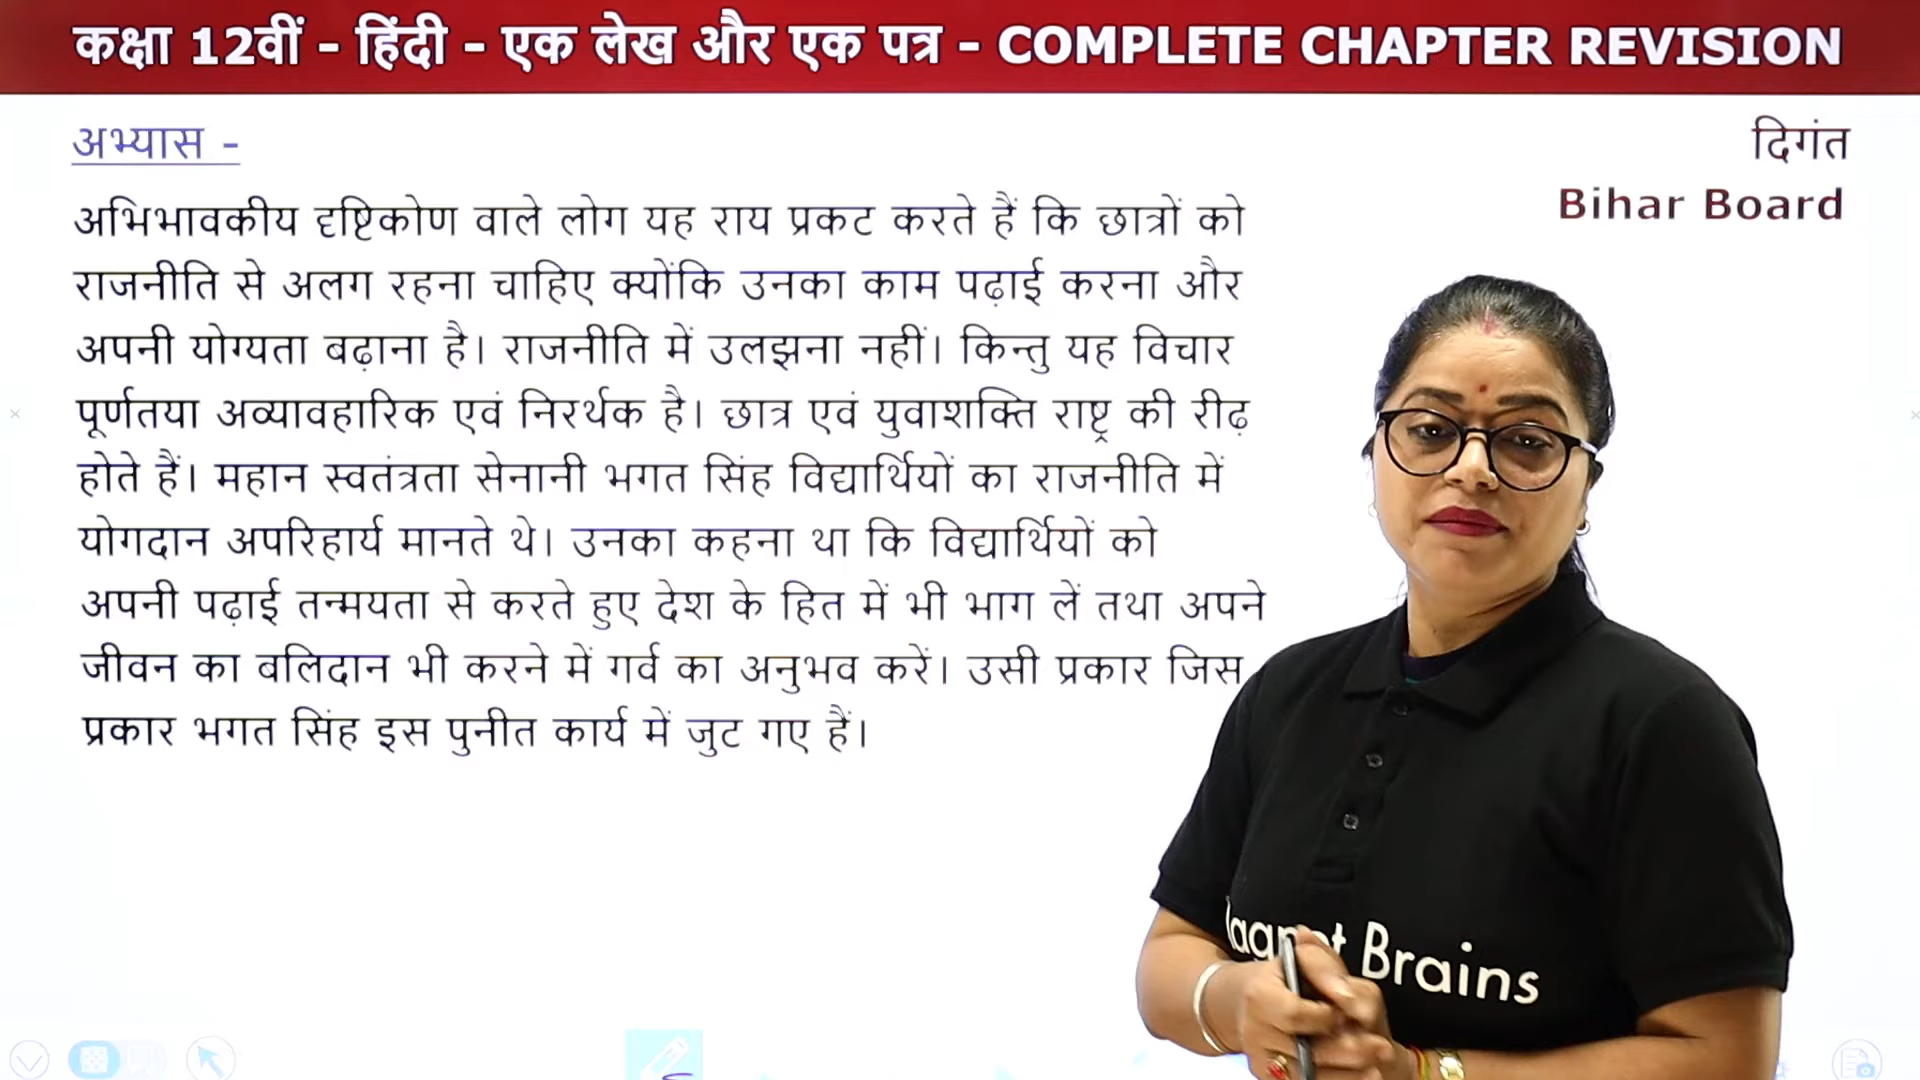 कक्षा 12वीं - हिंदी - एक लेख और एक पत्र - COMPLETE CHAPTER REVISION
अभ्यास -
दिगंत
Bihar Board
अभिभावकीय दृष्टिकोण वाले लोग यह राय प्रकट करते हैं कि छात्रों को
राजनीति से अलग रहना चाहिए क्योंकि उनका काम पढ़ाई करना और
अपनी योग्यता बढ़ाना है। राजनीति में उलझना नहीं। किन्तु यह विचार
पूर्णतया अव्यावहारिक एवं निरर्थक है। छात्र एवं युवाशक्ति राष्ट्र की रीढ़
होते हैं। महान स्वतंत्रता सेनानी भगत सिंह विद्यार्थियों का राजनीति में
योगदान अपरिहार्य मानते थे। उनका कहना था कि विद्यार्थियों को
अपनी पढ़ाई तन्मयता से करते हुए देश के हित में भी भाग लें तथा अपने
जीवन का बलिदान भी करने में गर्व का अनुभव करें। उसी प्रकार जिस
प्रकार भगत सिंह इस पुनीत कार्य में जुट गए हैं।
Brains